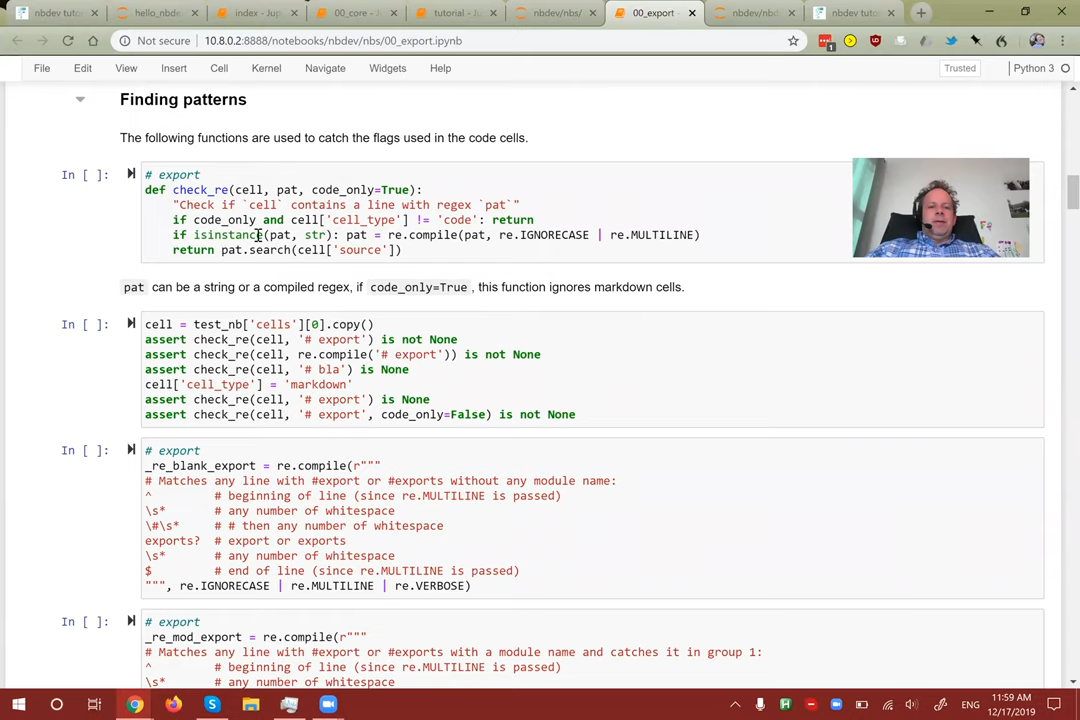 nbdev tutor
hello_nbde
index - Jup
00_core - J
tutorial - Ju
nbdev/nbs/
00_export -
nbdev/nbd
nbdev tutor
Not secure
10.8.0.2:8888/notebooks/nbdev/nbs/00_export.ipynb
1
File Edit View Insert Cell Kernel Navigate Widgets Help
Trusted
Python 3
Finding patterns
The following functions are used to catch the flags used in the code cells.
In [ ]:
# export
def check_re(cell, pat, code_only=True):
"Check if `cell` contains a line with regex `pat`"
if code_only and cell['cell_type'] != 'code': return
if isinstance(pat, str): pat = re.compile(pat, re.IGNORECASE | re.MULTILINE)
return pat.search(cell['source'])
pat can be a string or a compiled regex, if code_only=True, this function ignores markdown cells.
In [ ]:
cell = test_nb['cells'][0].copy()
assert check_re(cell, '# export') is not None
assert check_re(cell, re.compile('# export')) is not None
assert check_re(cell, '# bla') is None
cell['cell_type'] = 'markdown'
assert check_re(cell, '# export') is None
assert check_re(cell, '# export', code_only=False) is not None
In [ ]:
# export
_re_blank_export = re.compile(r"""
# Matches any line with #export or #exports without any module name:
^ # beginning of line (since re.MULTILINE is passed)
\s* # any number of whitespace
\#\s* # # then any number of whitespace
exports? # export or exports
\s* # any number of whitespace
$ # end of line (since re.MULTILINE is passed)
""", re.IGNORECASE | re.MULTILINE | re.VERBOSE)
In [ ]:
# export
_re_mod_export = re.compile(r"""
# Matches any line with #export or #exports with a module name and catches it in group 1:
^ # beginning of line (since re.MULTILINE is passed)
\s* # any number of whitespace
ENG
11:59 AM
12/17/2019